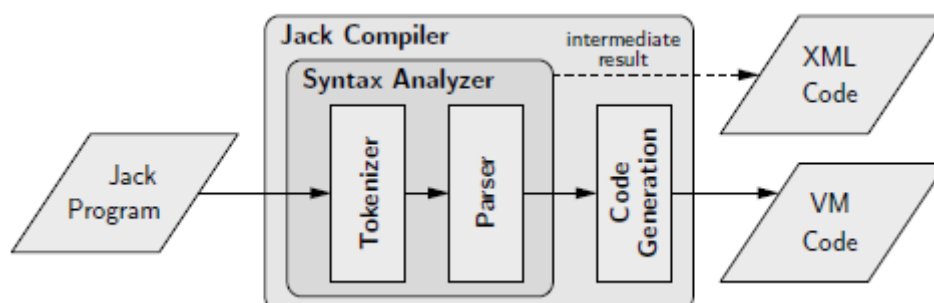 Jack Compiler
intermediate
result
Syntax Analyzer
XML
Code
Jack
Program
Tokenizer
Parser
Code
Generation
VM
Code